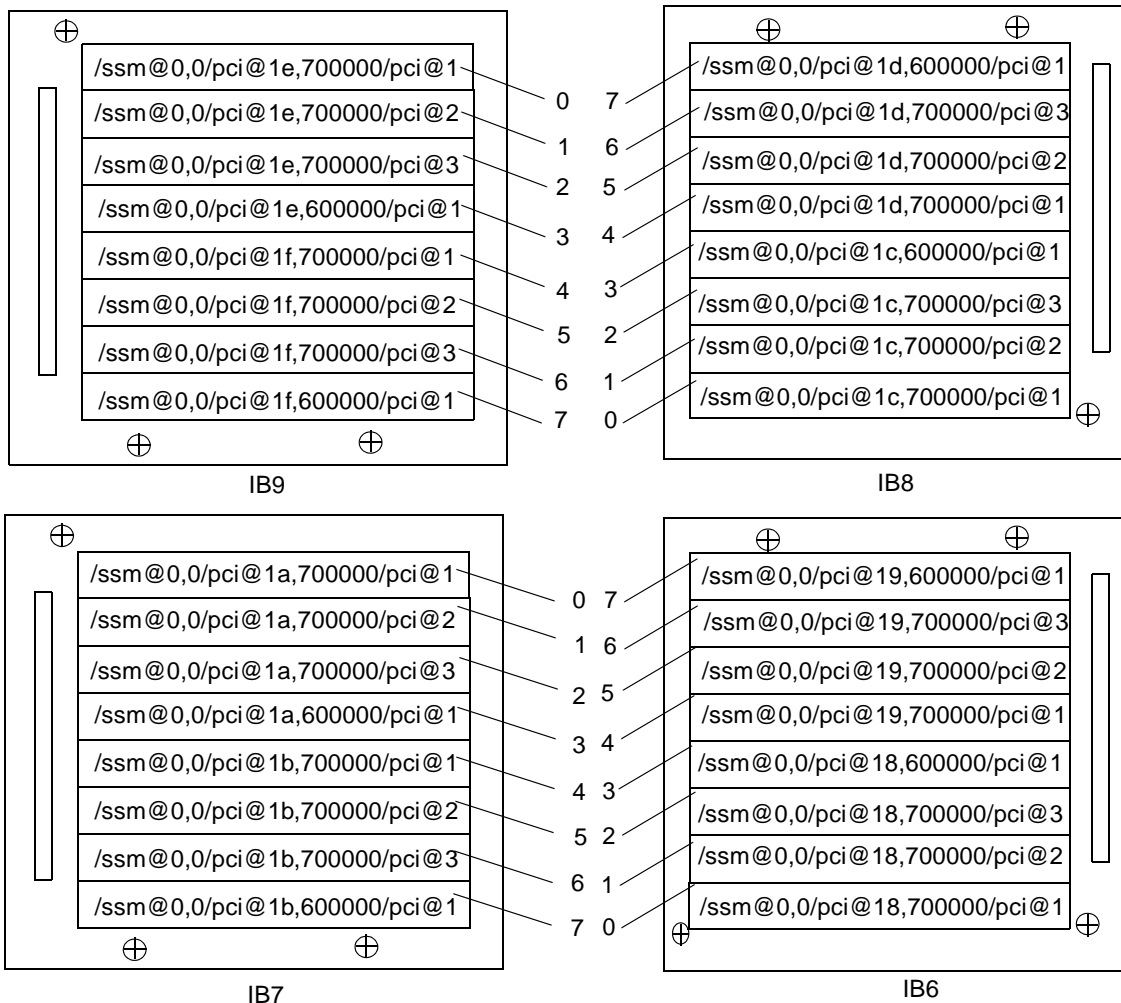 /ssm@0,0/pci@1e,700000/pci@1
/ssm@0,0/pci@1e,700000/pci@2
/ssm@0,0/pci@1e,700000/pci@3
/ssm@0,0/pci@1e,600000/pci@1
/ssm@0,0/pci@1f,700000/pci@1
/ssm@0,0/pci@1f,700000/pci@2
/ssm@0,0/pci@1f,700000/pci@3
/ssm@0,0/pci@1f,600000/pci@1
0
1
2
3
4
5
6
7
IB9
7
6
5
4
3
2
1
0
/ssm@0,0/pci@1d,600000/pci@1
/ssm@0,0/pci@1d,700000/pci@3
/ssm@0,0/pci@1d,700000/pci@2
/ssm@0,0/pci@1d,700000/pci@1
/ssm@0,0/pci@1c,600000/pci@1
/ssm@0,0/pci@1c,700000/pci@3
/ssm@0,0/pci@1c,700000/pci@2
/ssm@0,0/pci@1c,700000/pci@1
IB8
/ssm@0,0/pci@1a,700000/pci@1
/ssm@0,0/pci@1a,700000/pci@2
/ssm@0,0/pci@1a,700000/pci@3
/ssm@0,0/pci@1a,600000/pci@1
/ssm@0,0/pci@1b,700000/pci@1
/ssm@0,0/pci@1b,700000/pci@2
/ssm@0,0/pci@1b,700000/pci@3
/ssm@0,0/pci@1b,600000/pci@1
0
1
2
3
4
5
6
7
IB7
7
6
5
4
3
2
1
0
/ssm@0,0/pci@19,600000/pci@1
/ssm@0,0/pci@19,700000/pci@3
/ssm@0,0/pci@19,700000/pci@2
/ssm@0,0/pci@19,700000/pci@1
/ssm@0,0/pci@18,600000/pci@1
/ssm@0,0/pci@18,700000/pci@3
/ssm@0,0/pci@18,700000/pci@2
/ssm@0,0/pci@18,700000/pci@1
IB6